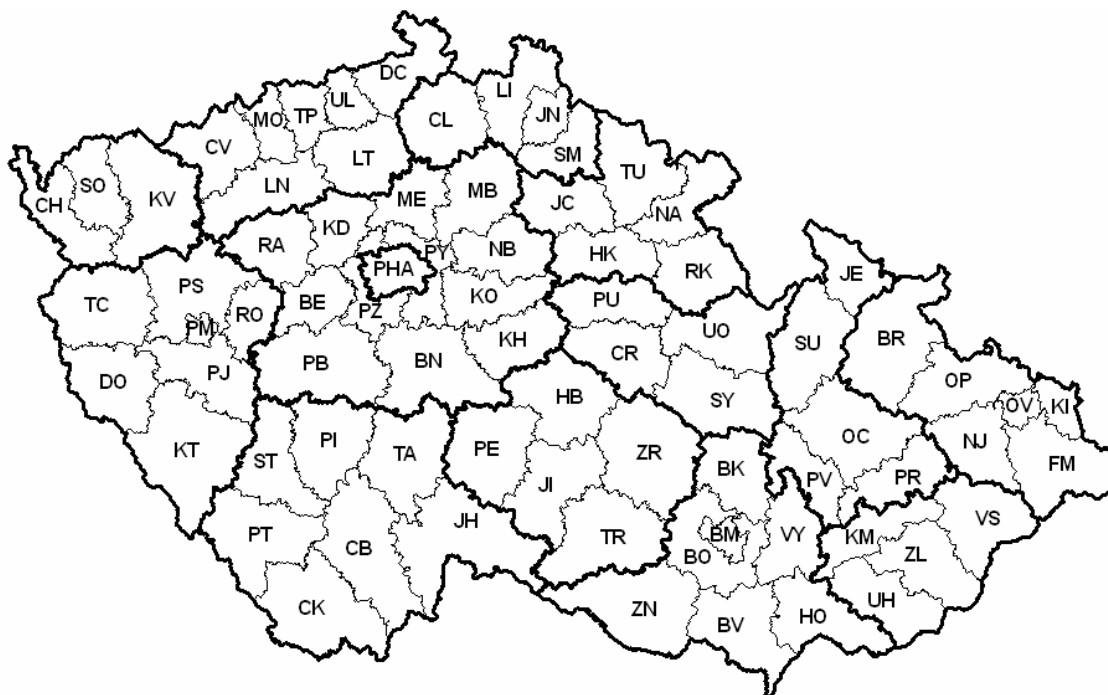 DC
LI
UL
MO
TP
JN
CL
CV
LT
SM
TU
SO
LN
MB
KV
CH
ME
JC
NA
KD
RA
PY
NB
HK
RK
PHA
JE
PS
TC
KO
BE
PU
RO
PZ
BR
PM
UO
KH
CR
SU
PB
BN
PJ
DO
OP
HB
SY
OV
KI
PI
OC
KT
ST
TA
PE
ZR
NJ
BK
FM
PV
PR
JI
VS
JH
PT
CB
TR
BM
VY
KM
BO
ZL
CK
ZN
UH
HO
BV